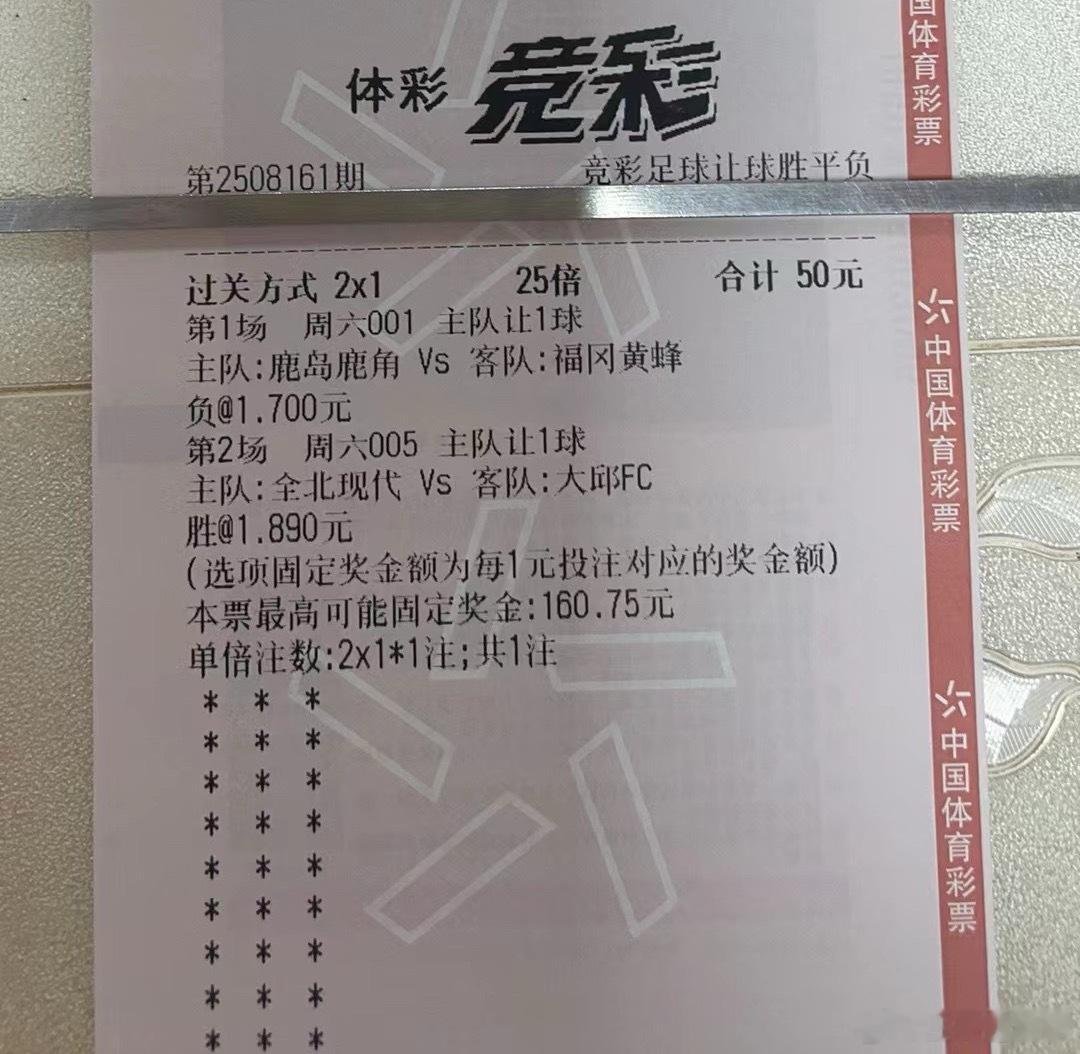 体彩 竞彩
第2508161期 竞彩足球让球胜平负
过关方式 2x1 25倍 合计 50元
第1场 周六001 主队让1球
主队:鹿岛鹿角 Vs 客队:福冈黄蜂
负@1.700元
第2场 周六005 主队让1球
主队:全北现代 Vs 客队:大邱FC
胜@1.890元
(选项固定奖金额为每1元投注对应的奖金额)
本票最高可能固定奖金:160.75元
单倍注数:2x1*1注;共1注
* * *
* * *
* * *
* * *
* * *
* * *
* * *
* * *
* * *
国体育彩票
中国体育彩票
中国体育彩票